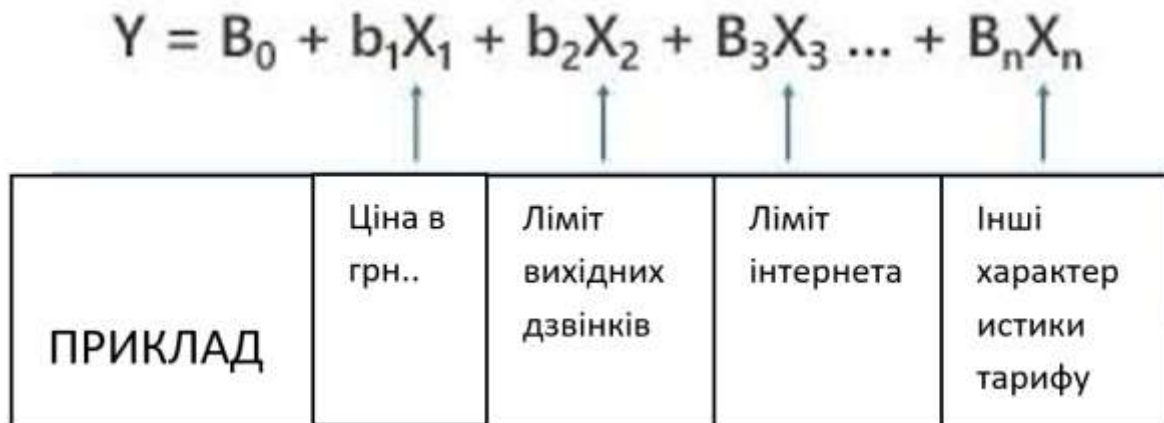 Y = B₀ + b₁X₁ + b₂X₂ + B₃X₃ ... + BₙXₙ
ПРИКЛАД
Ціна в
грн..
Ліміт
вихідних
дзвінків
Ліміт
інтернета
Інші
характер
истики
тарифу